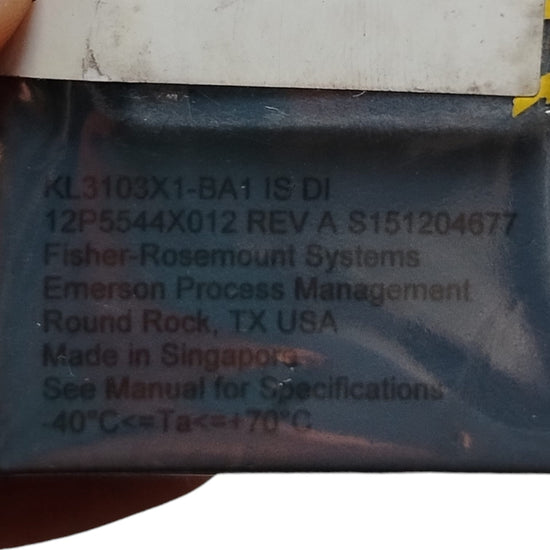 KL3103X1-BA1 IS DI
12P5544X012 REV A S151204677
Fisher-Rosemount Systems
Emerson Process Management
Round Rock, TX USA
Made in Singapore
See Manual for Specifications
-40°C<=Ta<=+70°C